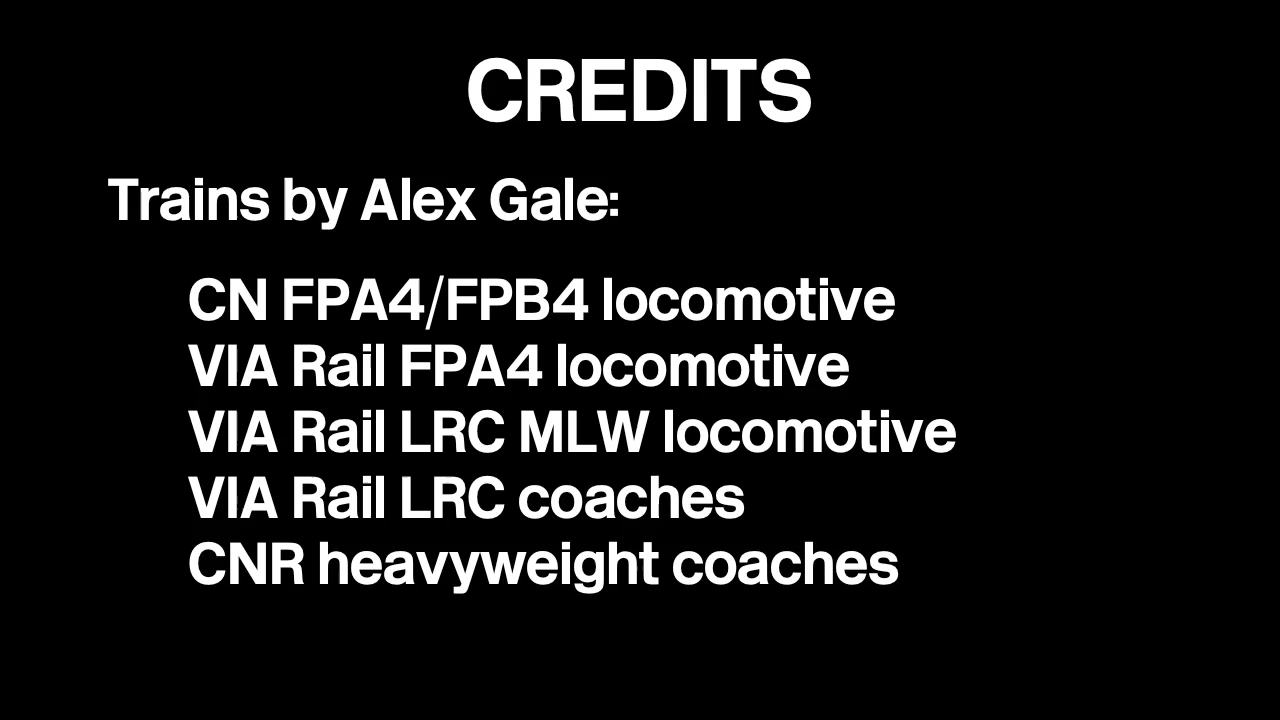 CREDITS
Trains by Alex Gale:
CN FPA4/FPB4 locomotive
VIA Rail FPA4 locomotive
VIA Rail LRC MLW locomotive
VIA Rail LRC coaches
CNR heavyweight coaches